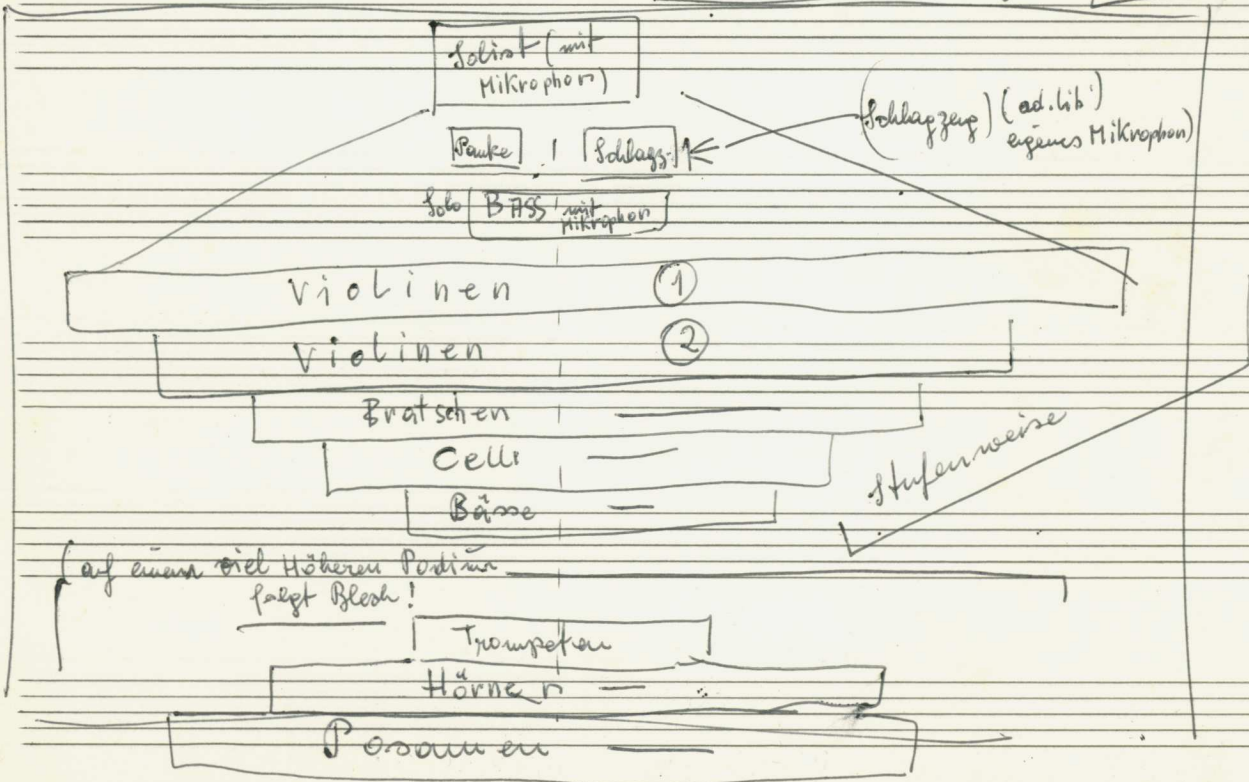 Solist (mit
Mikrophon)
Pauke ! Schlagz.
(Schlagzeug) (ad. lib.)
eigenes Mikrophon)
Solo BASS mit
Mikrophon
Violinen 1
Violinen 2
Bratschen
Celli
Bässe
Stufenweise
(auf einem viel Höheren Podium
folgt Blech!
Trompeten
Hörner
Posaunen